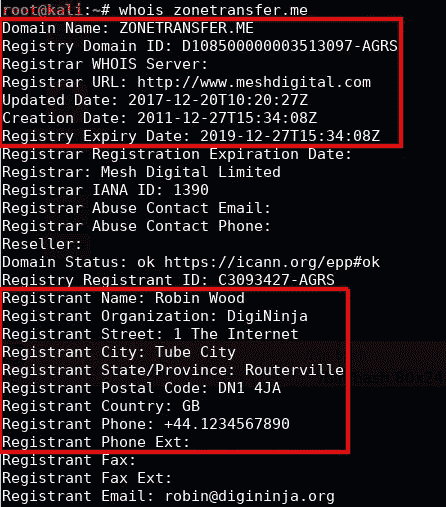 root@kali:~# whois zonetransfer.me
Domain Name: ZONETRANSFER.ME
Registry Domain ID: D108500000003513097-AGRS
Registrar WHOIS Server:
Registrar URL: http://www.meshdigital.com
Updated Date: 2017-12-20T10:20:27Z
Creation Date: 2011-12-27T15:34:08Z
Registry Expiry Date: 2019-12-27T15:34:08Z
Registrar Registration Expiration Date:
Registrar: Mesh Digital Limited
Registrar IANA ID: 1390
Registrar Abuse Contact Email:
Registrar Abuse Contact Phone:
Reseller:
Domain Status: ok https://icann.org/epp#ok
Registry Registrant ID: C3093427-AGRS
Registrant Name: Robin Wood
Registrant Organization: DigiNinja
Registrant Street: 1 The Internet
Registrant City: Tube City
Registrant State/Province: Routerville
Registrant Postal Code: DN1 4JA
Registrant Country: GB
Registrant Phone: +44.1234567890
Registrant Phone Ext:
Registrant Fax:
Registrant Fax Ext:
Registrant Email: robin@digininja.org